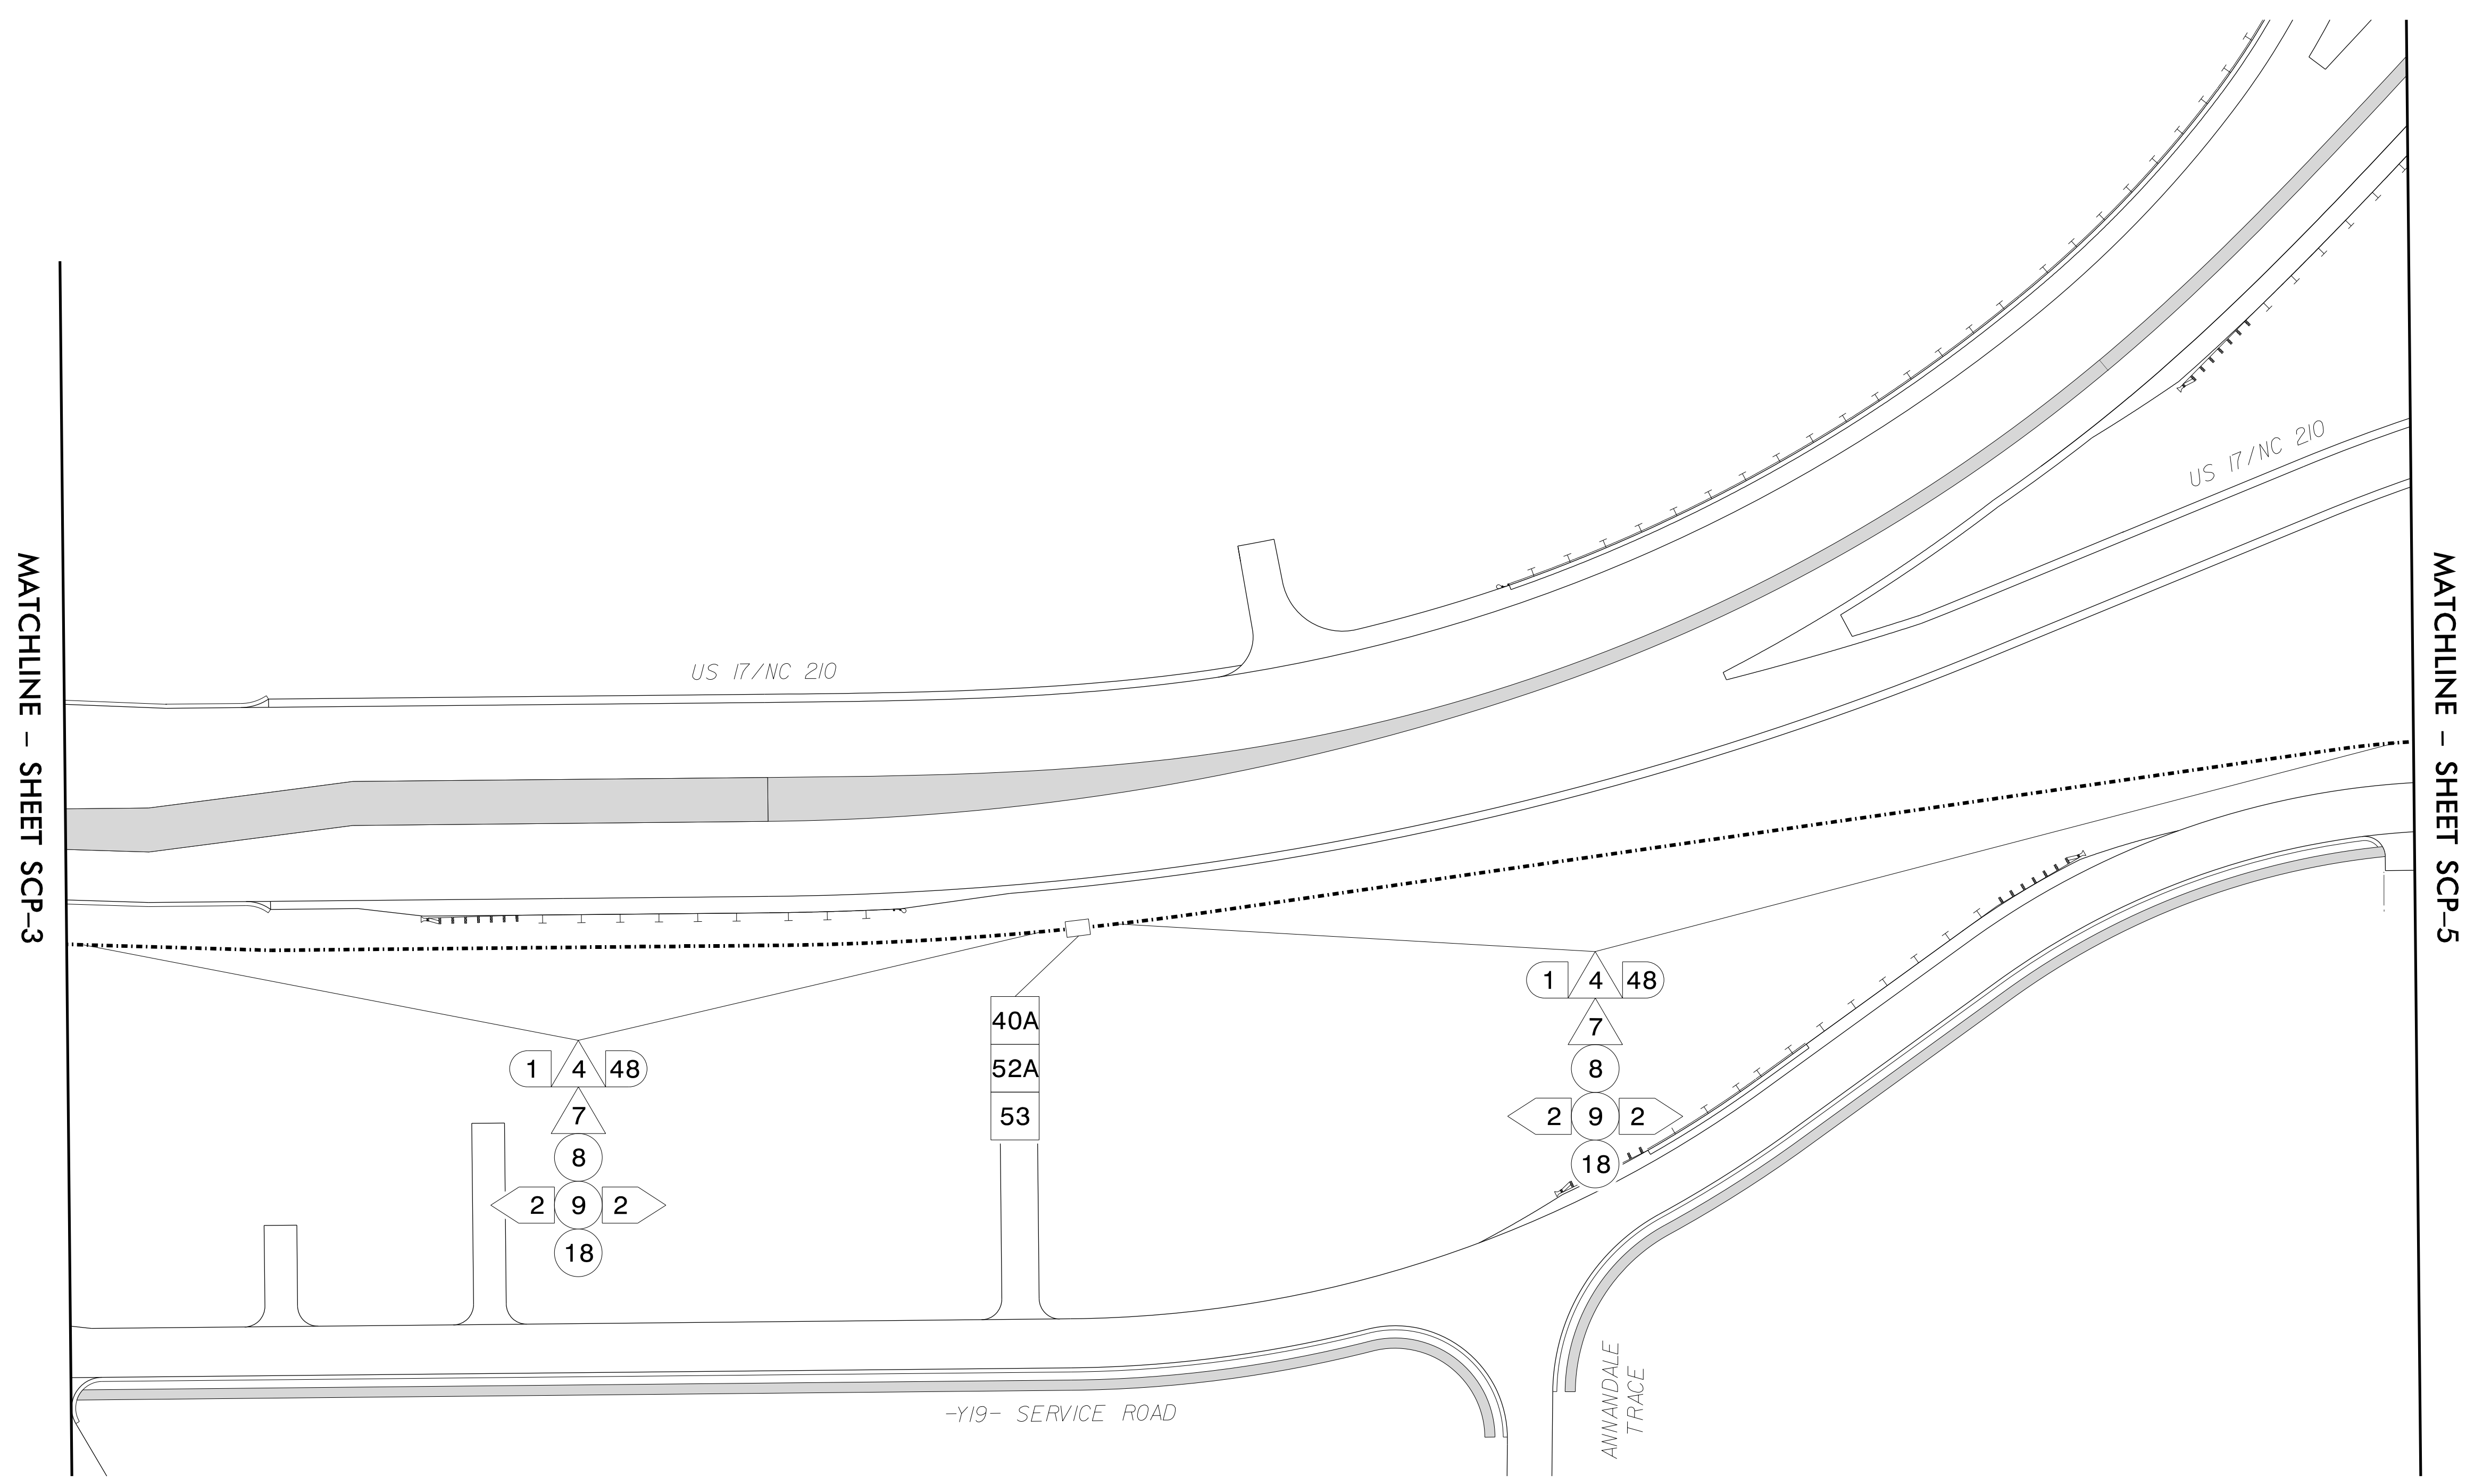 US 17/NC 210
US 17/NC 210
MATCHLINE – SHEET SCP–3
MATCHLINE – SHEET SCP–5
1 4 48
7
8
2 9 2
18
40A
52A
53
1 4 48
7
8
2 9 2
18
-Y19- SERVICE ROAD
ANNANDALE
TRACE